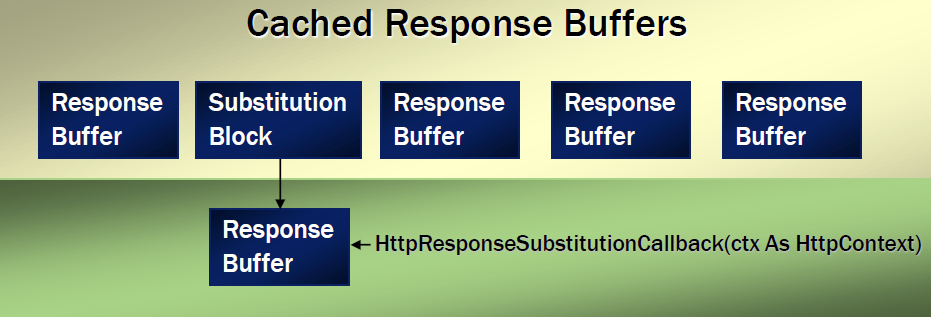 Cached Response Buffers
Response
Buffer
Substitution
Block
Response
Buffer
Response
Buffer
Response
Buffer
Response
Buffer
HttpResponseSubstitutionCallback(ctx As HttpContext)